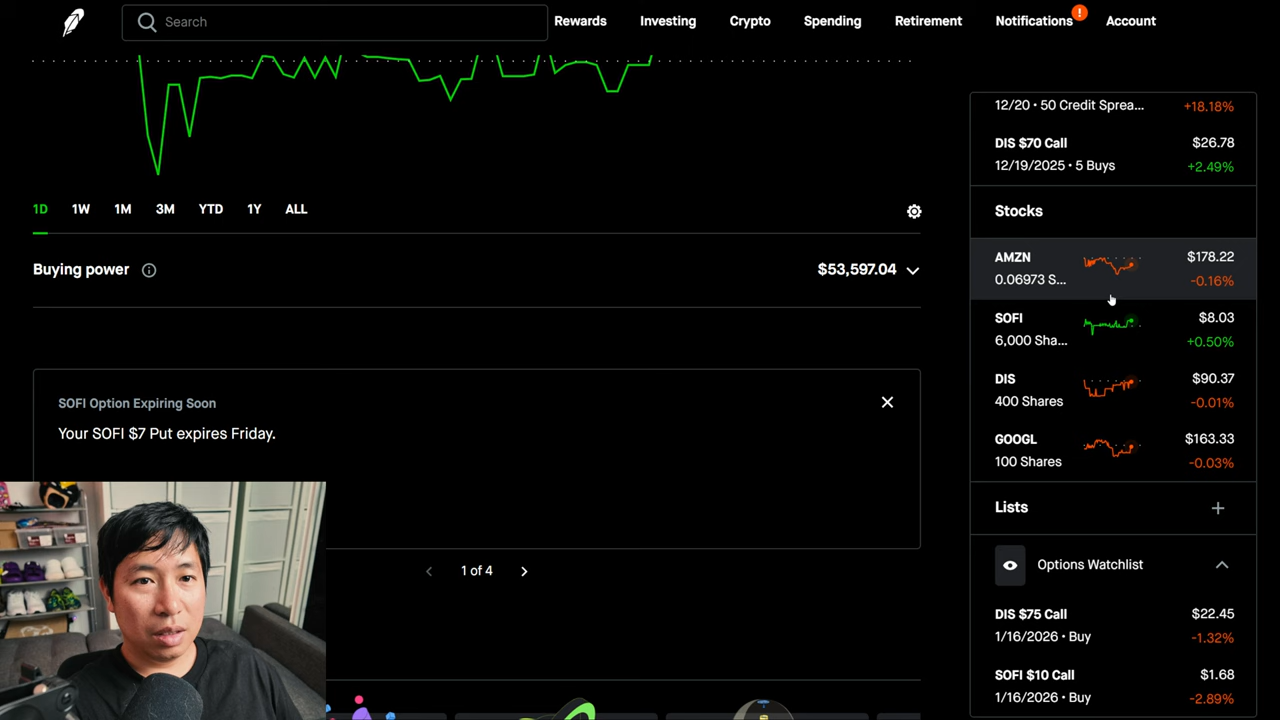 Search
Rewards
Investing
Crypto
Spending
Retirement
Notifications
!
Account
1D
1W
1M
3M
YTD
1Y
ALL
Buying power
$53,597.04
SOFI Option Expiring Soon
Your SOFI $7 Put expires Friday.
1 of 4
12/20 • 50 Credit Sprea...
+18.18%
DIS $70 Call
$26.78
12/19/2025 • 5 Buys
+2.49%
Stocks
AMZN
$178.22
0.06973 S...
-0.16%
SOFI
$8.03
6,000 Sha...
+0.50%
DIS
$90.37
400 Shares
-0.01%
GOOGL
$163.33
100 Shares
-0.03%
Lists
Options Watchlist
DIS $75 Call
$22.45
1/16/2026 • Buy
-1.32%
SOFI $10 Call
$1.68
1/16/2026 • Buy
-2.89%